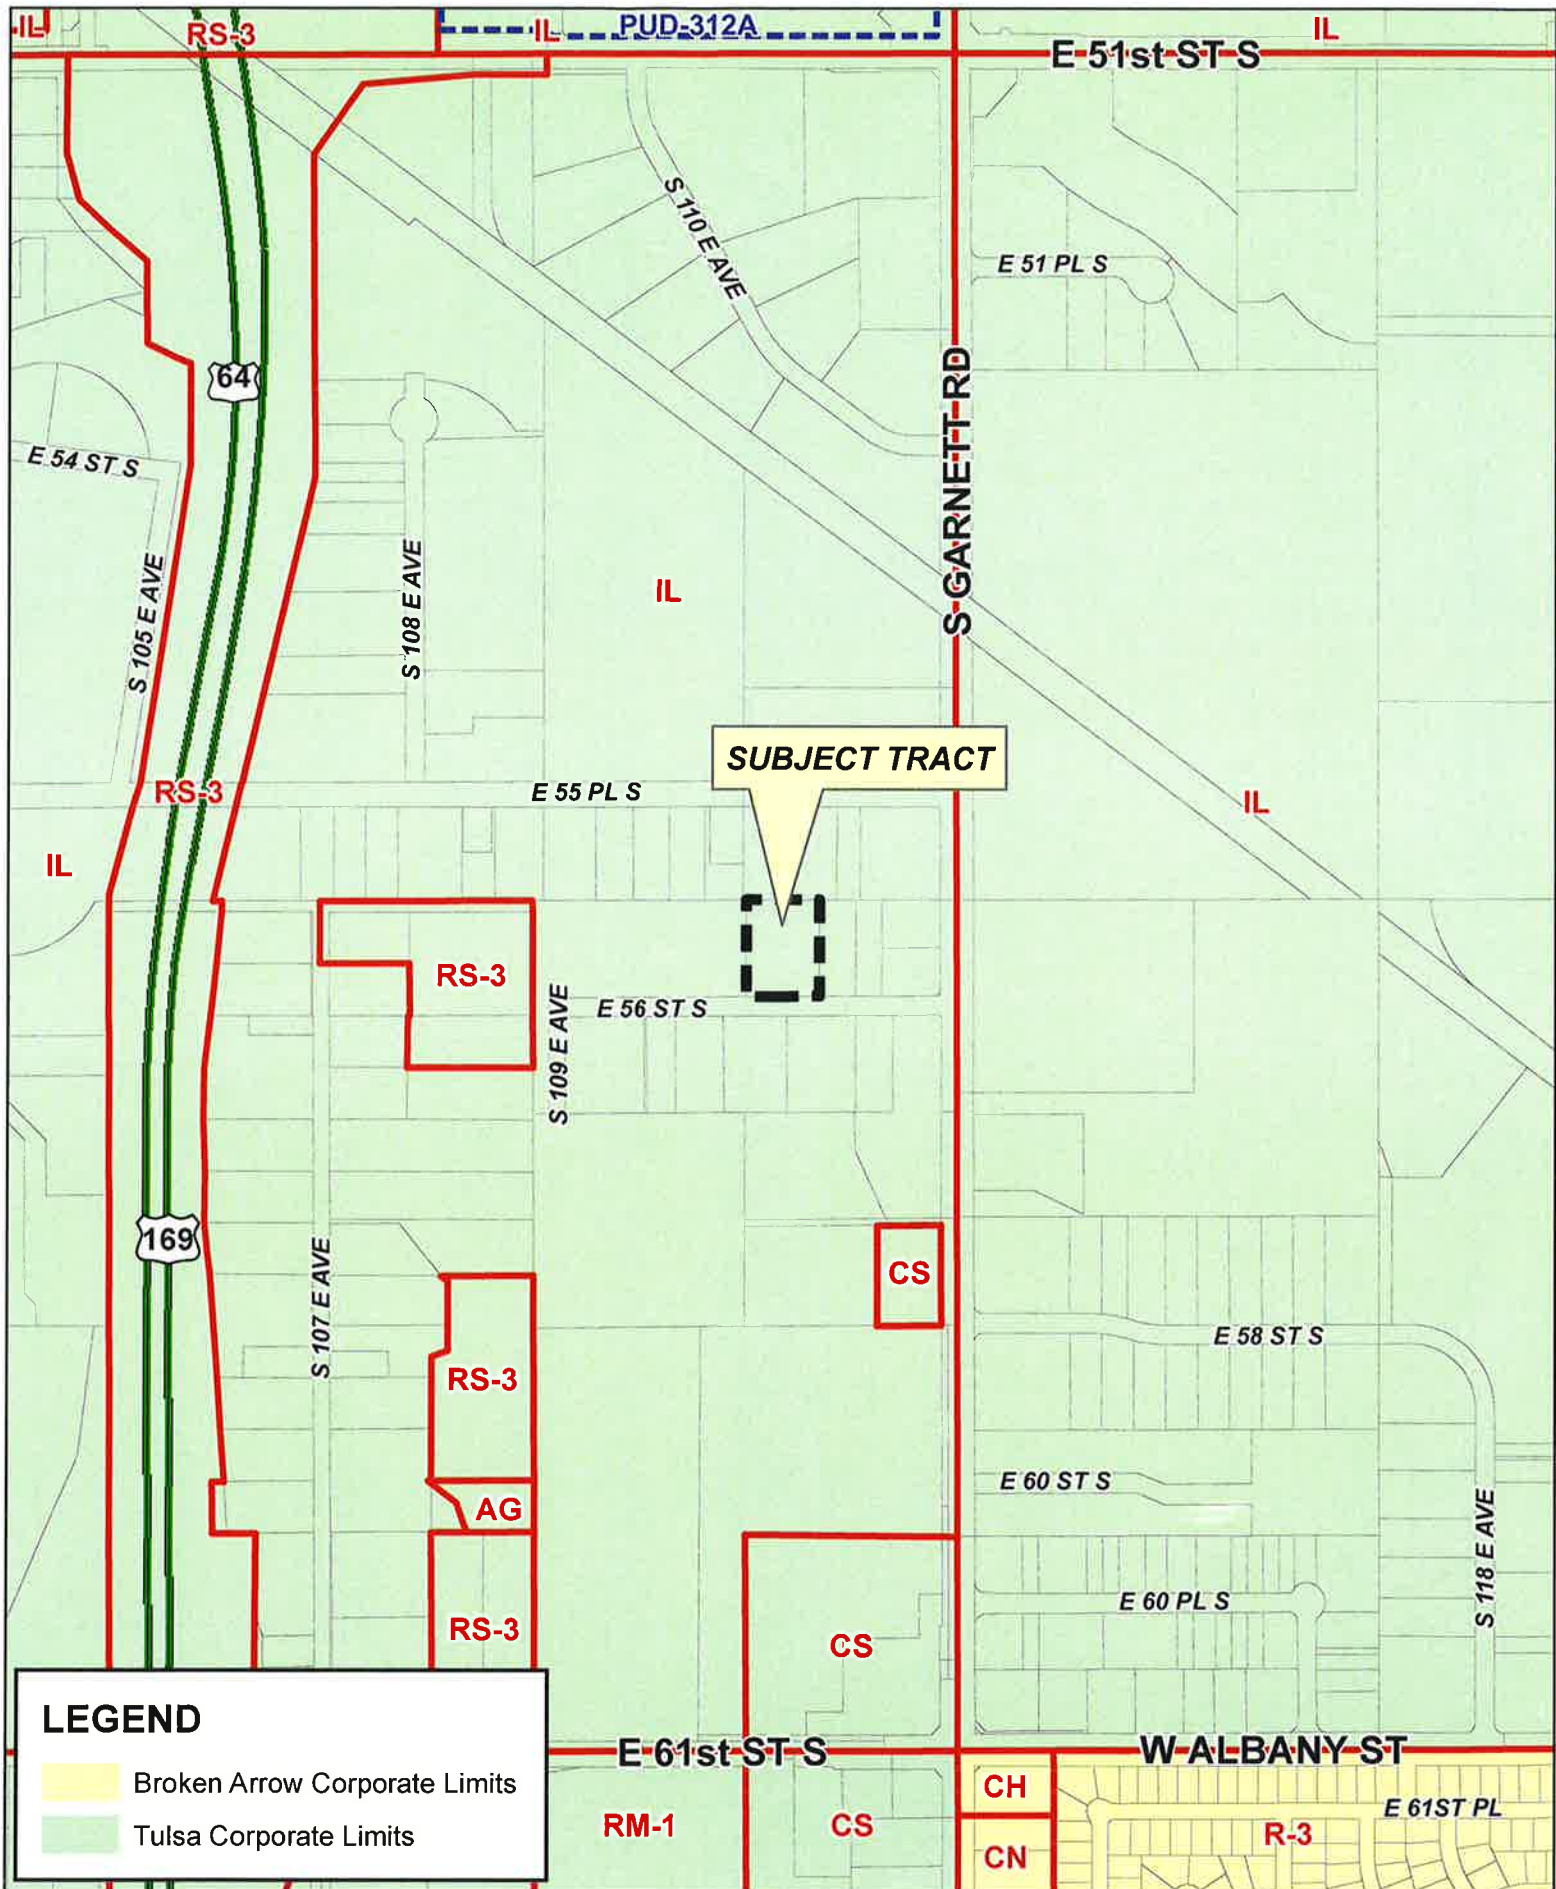 IL
RS-3
IL
PUD-312A
IL
E 51st ST S
S 110 E AVE
E 51 PL S
64
S GARNETT RD
E 54 ST S
S 105 E AVE
S 108 E AVE
IL
SUBJECT TRACT
RS-3
E 55 PL S
IL
IL
RS-3
E 56 ST S
S 109 E AVE
169
S 107 E AVE
CS
E 58 ST S
RS-3
E 60 ST S
AG
S 118 E AVE
E 60 PL S
RS-3
CS
LEGEND
Broken Arrow Corporate Limits
Tulsa Corporate Limits
E 61st ST S
W ALBANY ST
CH
E 61ST PL
RM-1
CS
R-3
CN